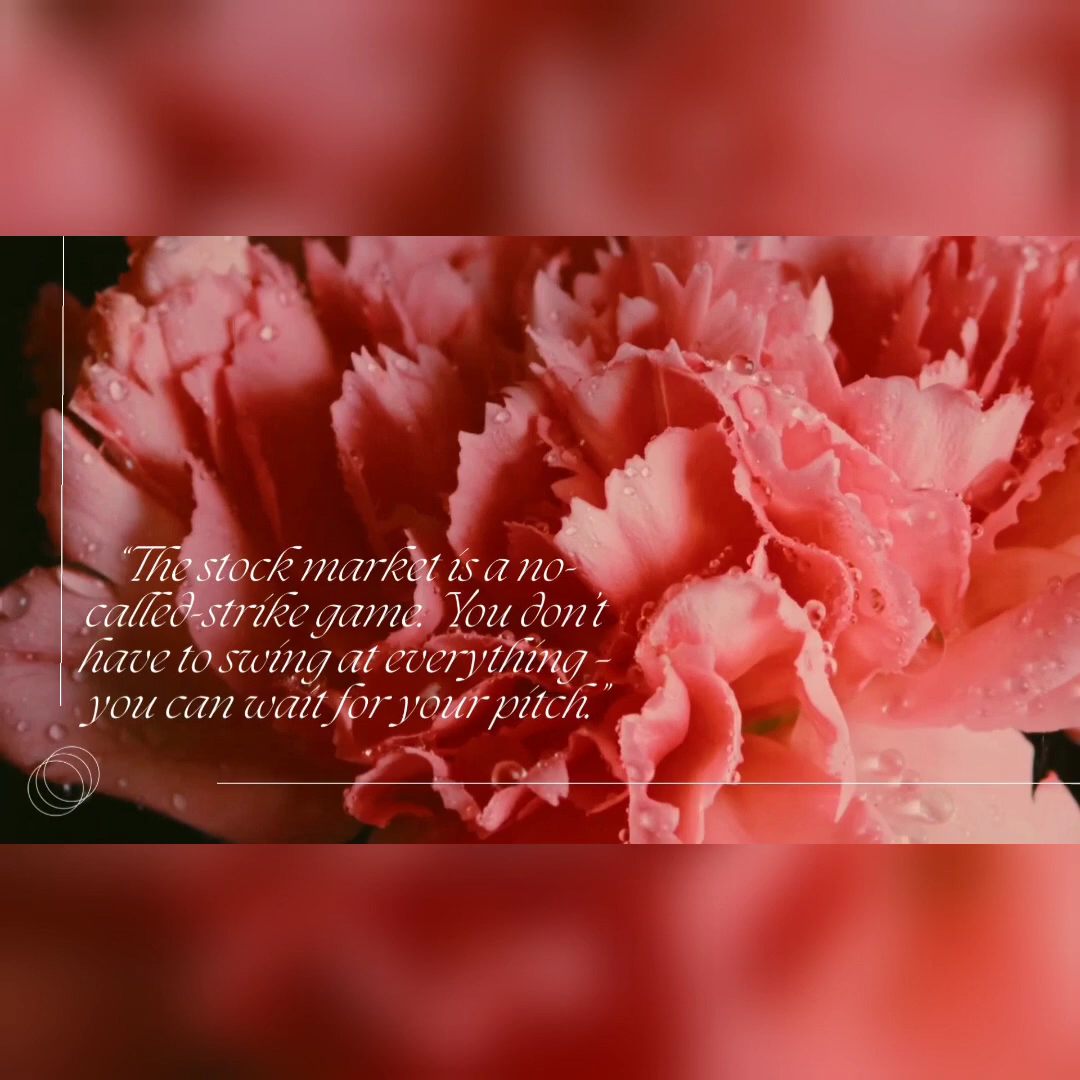 “The stock market is a no-
called-strike game. You don't
have to swing at everything –
you can wait for your pitch.”